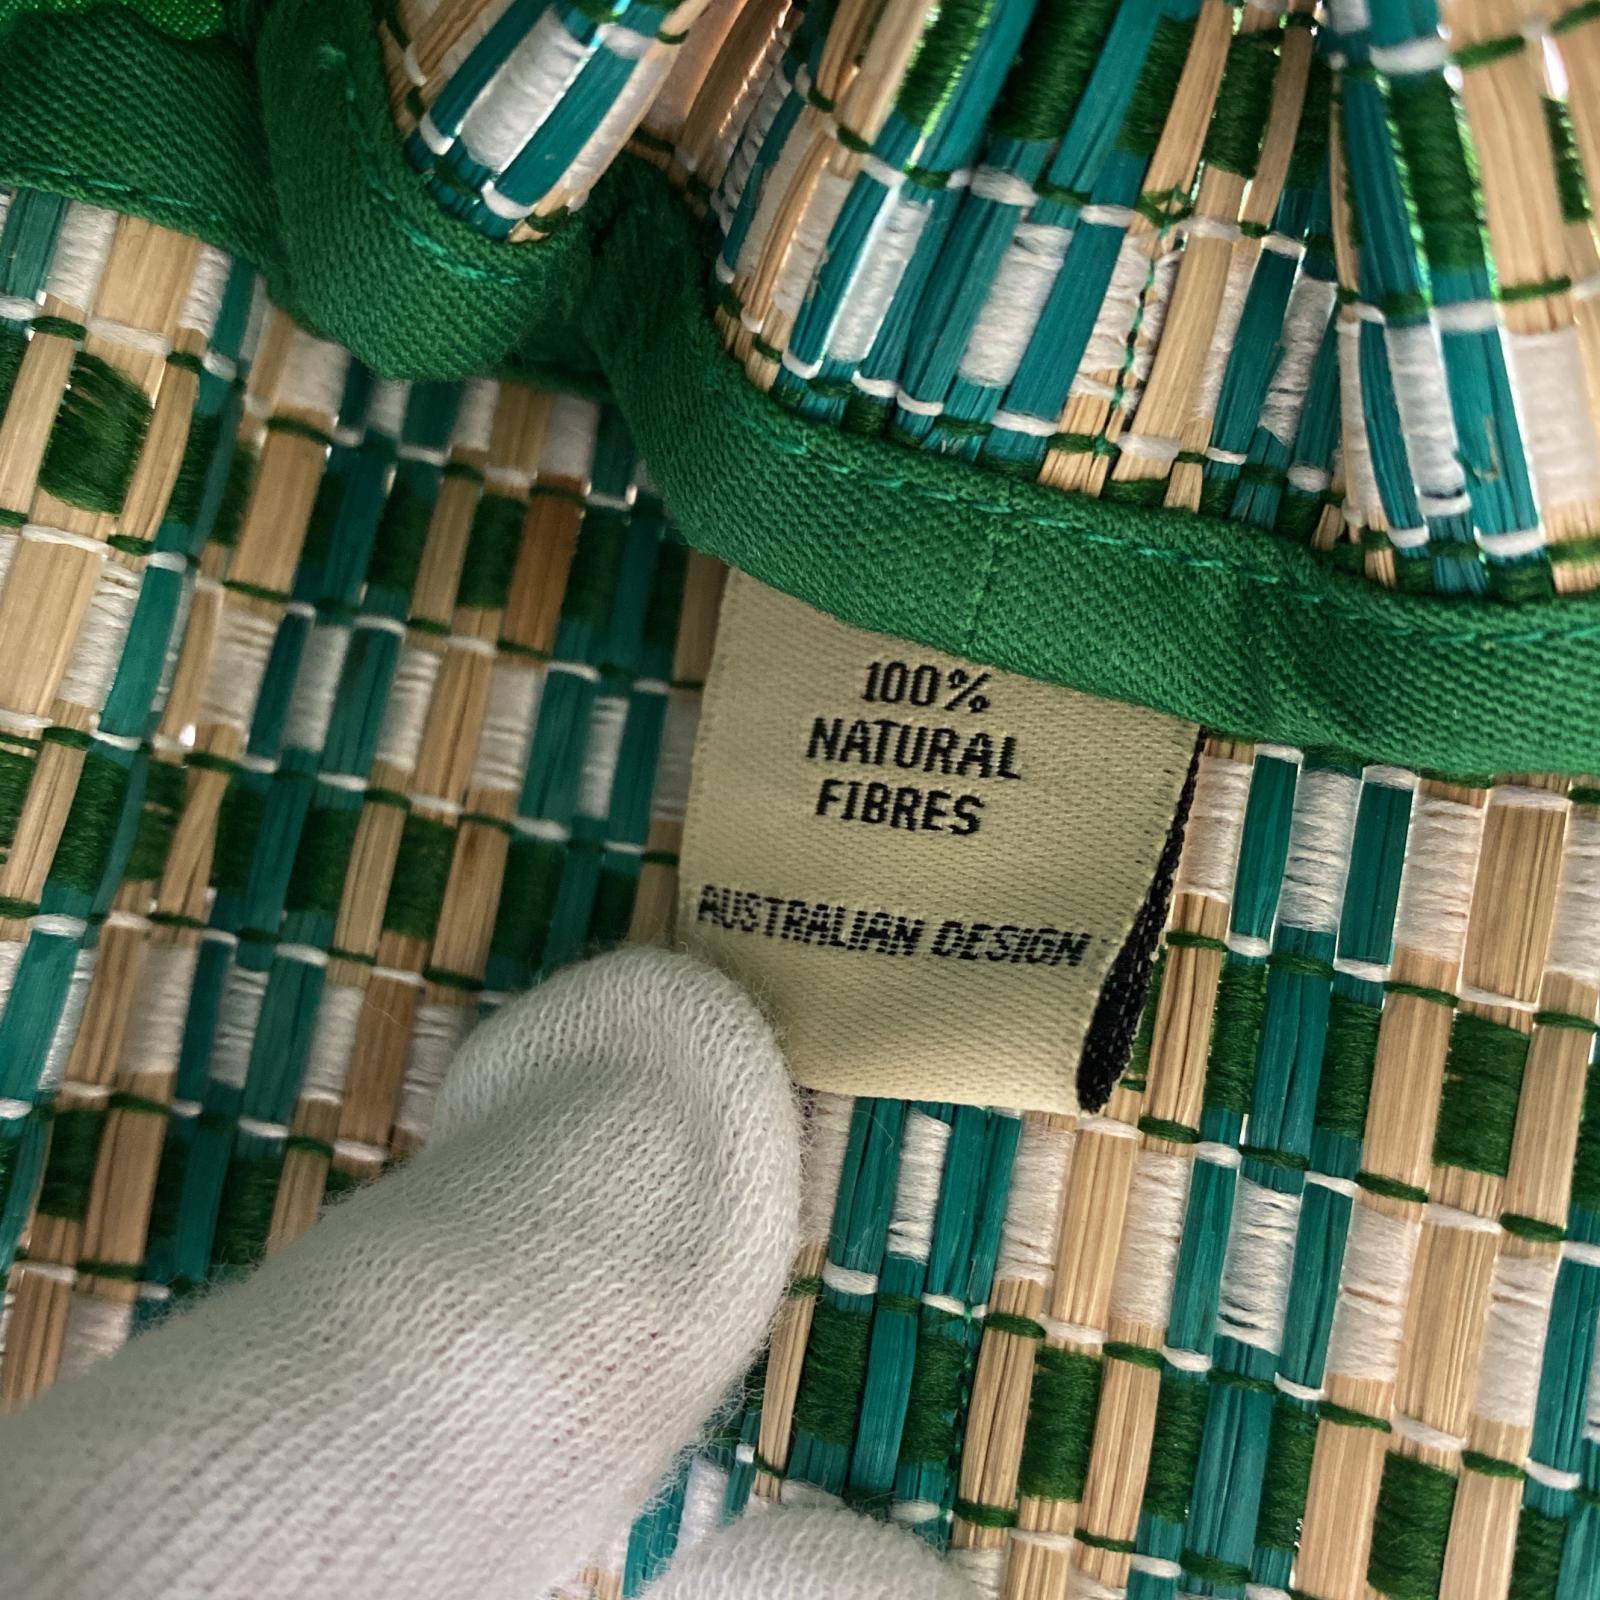 100%
NATURAL
FIBRES
AUSTRALIAN DESIGN